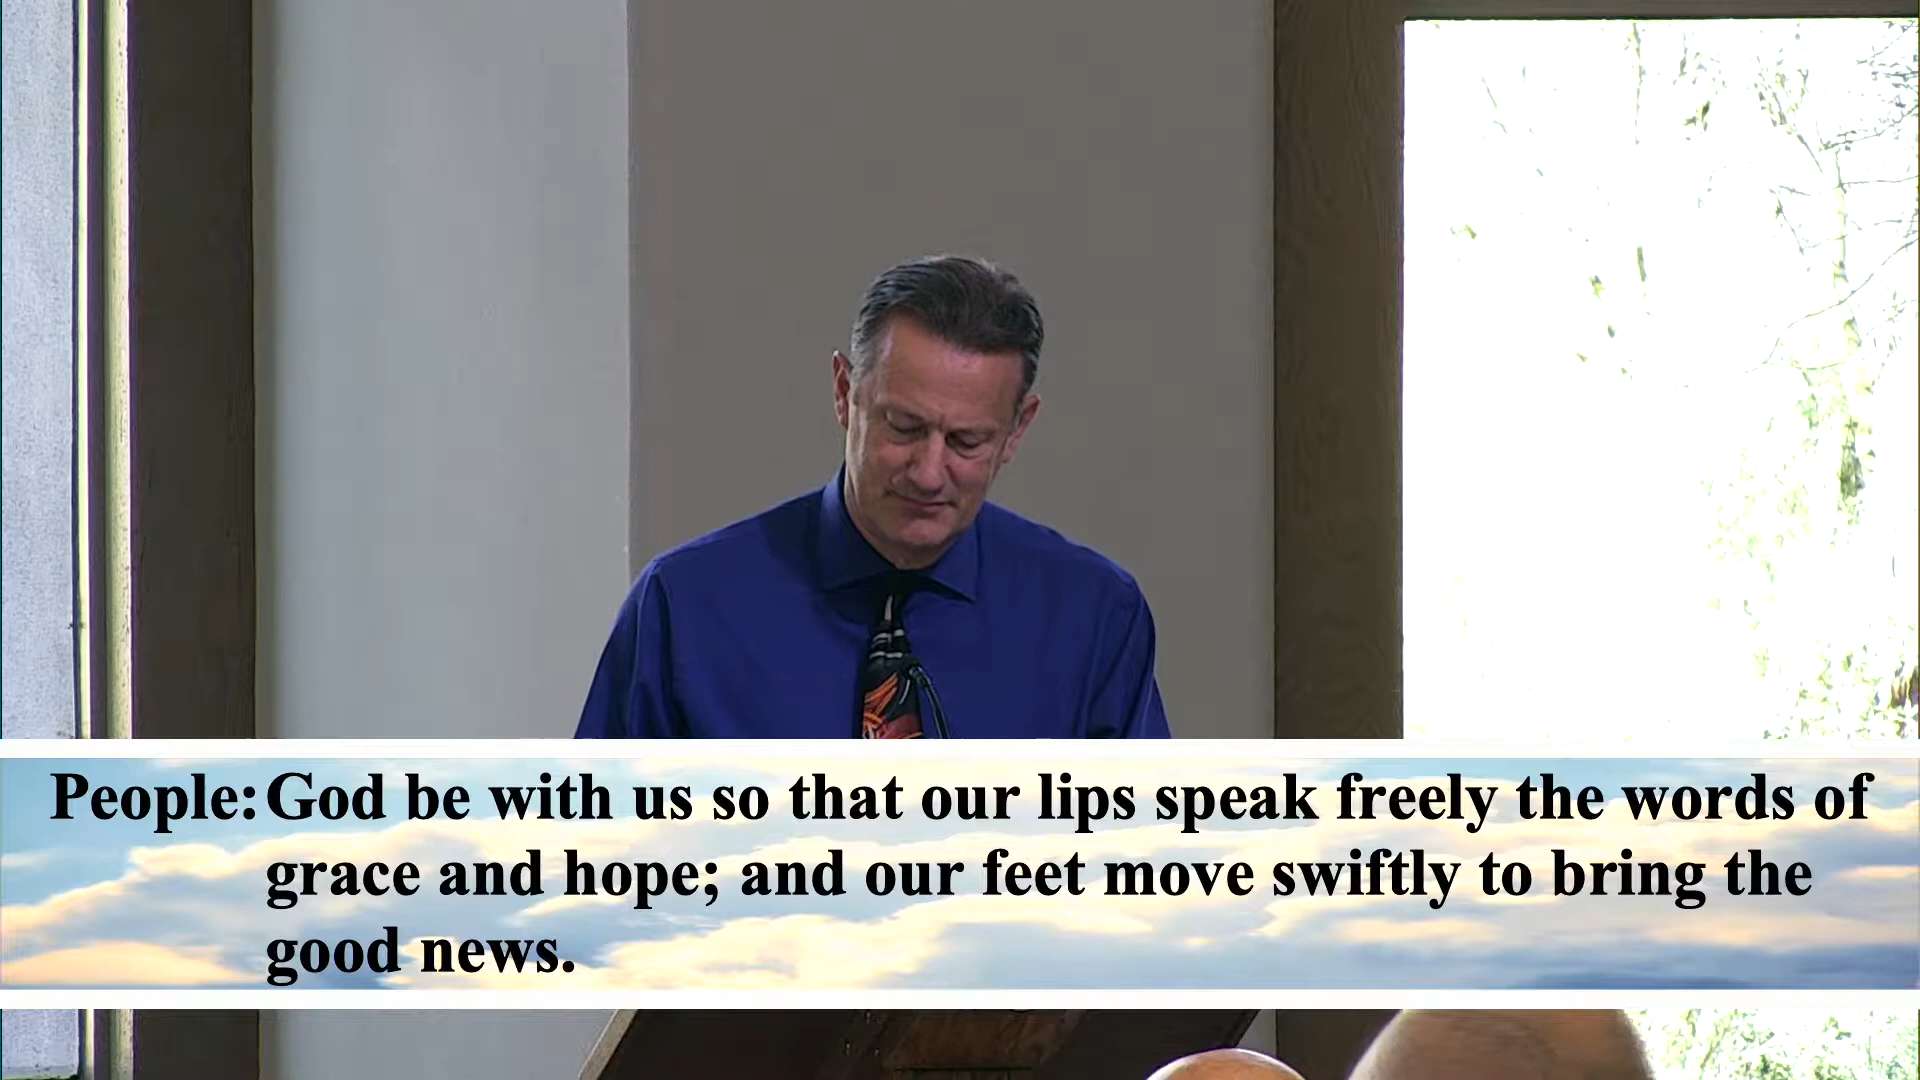 People: God be with us so that our lips speak freely the words of
grace and hope; and our feet move swiftly to bring the
good news.